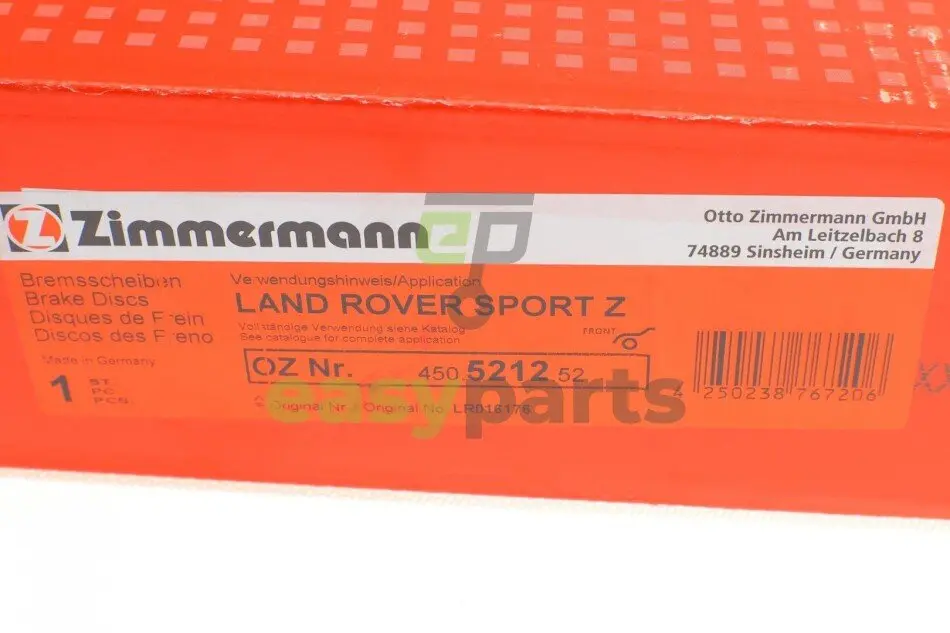 Zimmermann
Otto Zimmermann GmbH
Am Leitzelbach 8
74889 Sinsheim / Germany
Bremsscheiben
Brake Discs
Disques de Frein
Discos de Freno
Made in Germany
1 ST.
PC.
PCS.
Verwendungshinweis/Application
LAND ROVER SPORT Z
Vollständige Verwendung siehe Katalog
See catalogue for complete application
FRONT
OZ Nr. 450.5212.52
Original Nr. / Original No. LR016176
4 250238 767206
easyparts